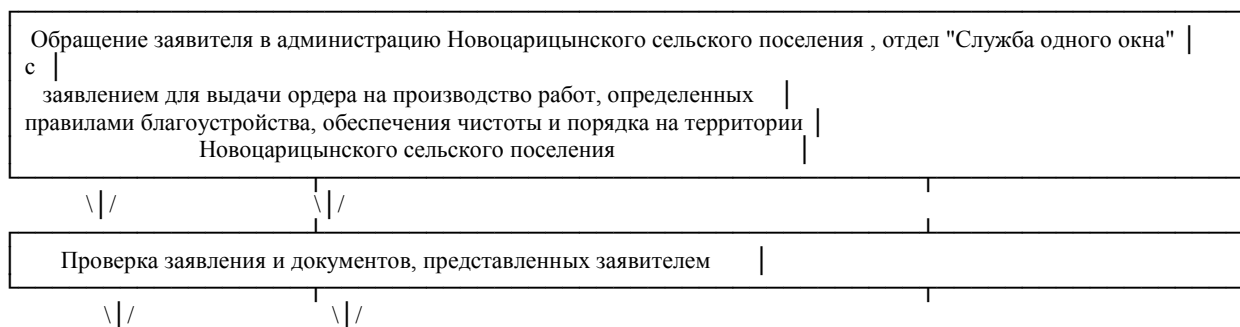 Обращение заявителя в администрацию Новоцарицынского сельского поселения , отдел "Служба одного окна" │
с │
заявлением для выдачи ордера на производство работ, определенных │
правилами благоустройства, обеспечения чистоты и порядка на территории │
Новоцарицынского сельского поселения │
\│/ \│/
Проверка заявления и документов, представленных заявителем │
\│/ \│/